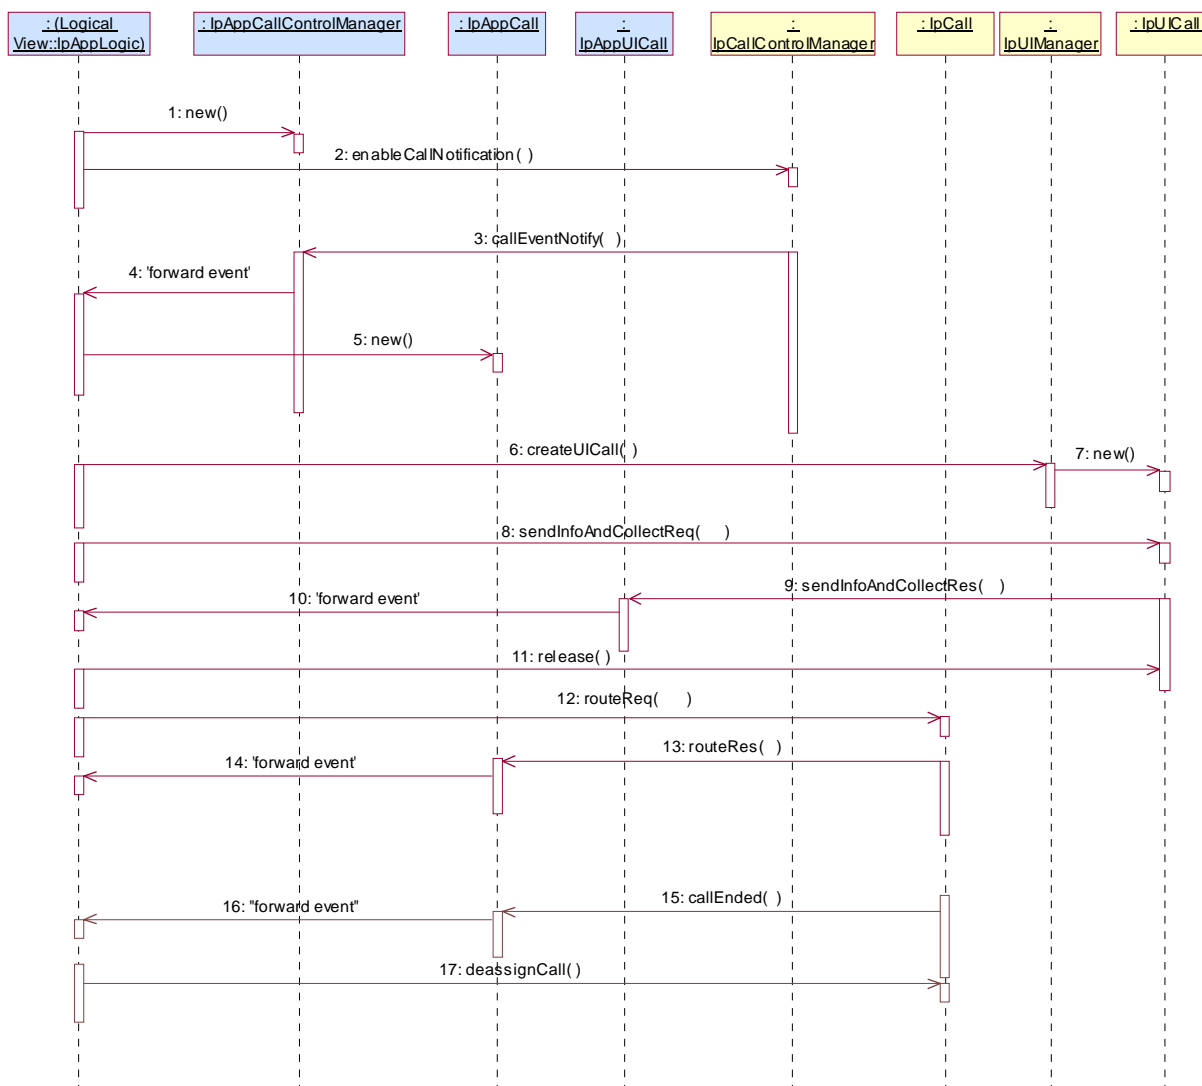 : (Logical
View::IpAppLogic)
: IpAppCallControlManager
: IpAppCall
:
IpAppUICall
:
IpCallControlManager
: IpCall
:
IpUIManager
: IpUICall
1: new()
2: enableCallNotification( )
3: callEventNotify( )
4: 'forward event'
5: new()
6: createUICall( )
7: new()
8: sendInfoAndCollectReq( )
9: sendInfoAndCollectRes( )
10: 'forward event'
11: release( )
12: routeReq( )
13: routeRes( )
14: 'forward event'
15: callEnded( )
16: "forward event"
17: deassignCall( )